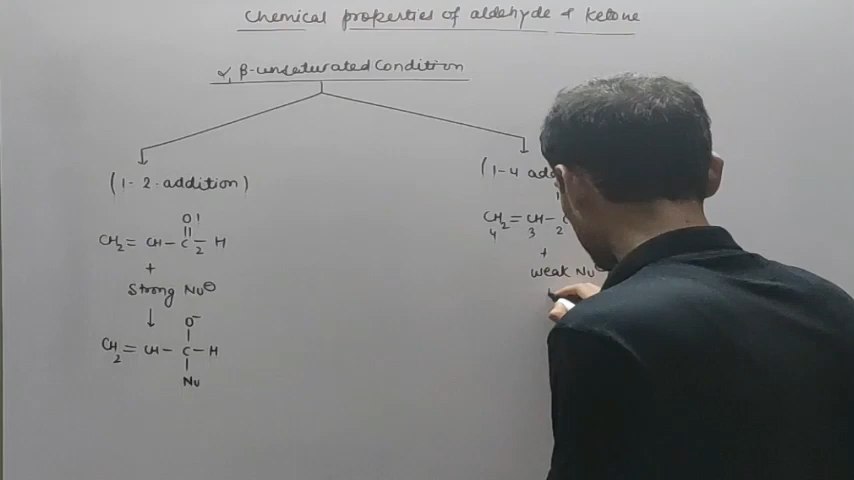 Chemical properties of aldehyde & Ketone
α, β-unsaturated Condition
(1-2-addition)
O 1
||
CH2 = CH - C - H
2
+
Strong Nu⊖
↓
O-
|
CH2 = CH - C - H
|
Nu
(1-4 add
CH2 = CH - C
4 3 2
+
weak Nu